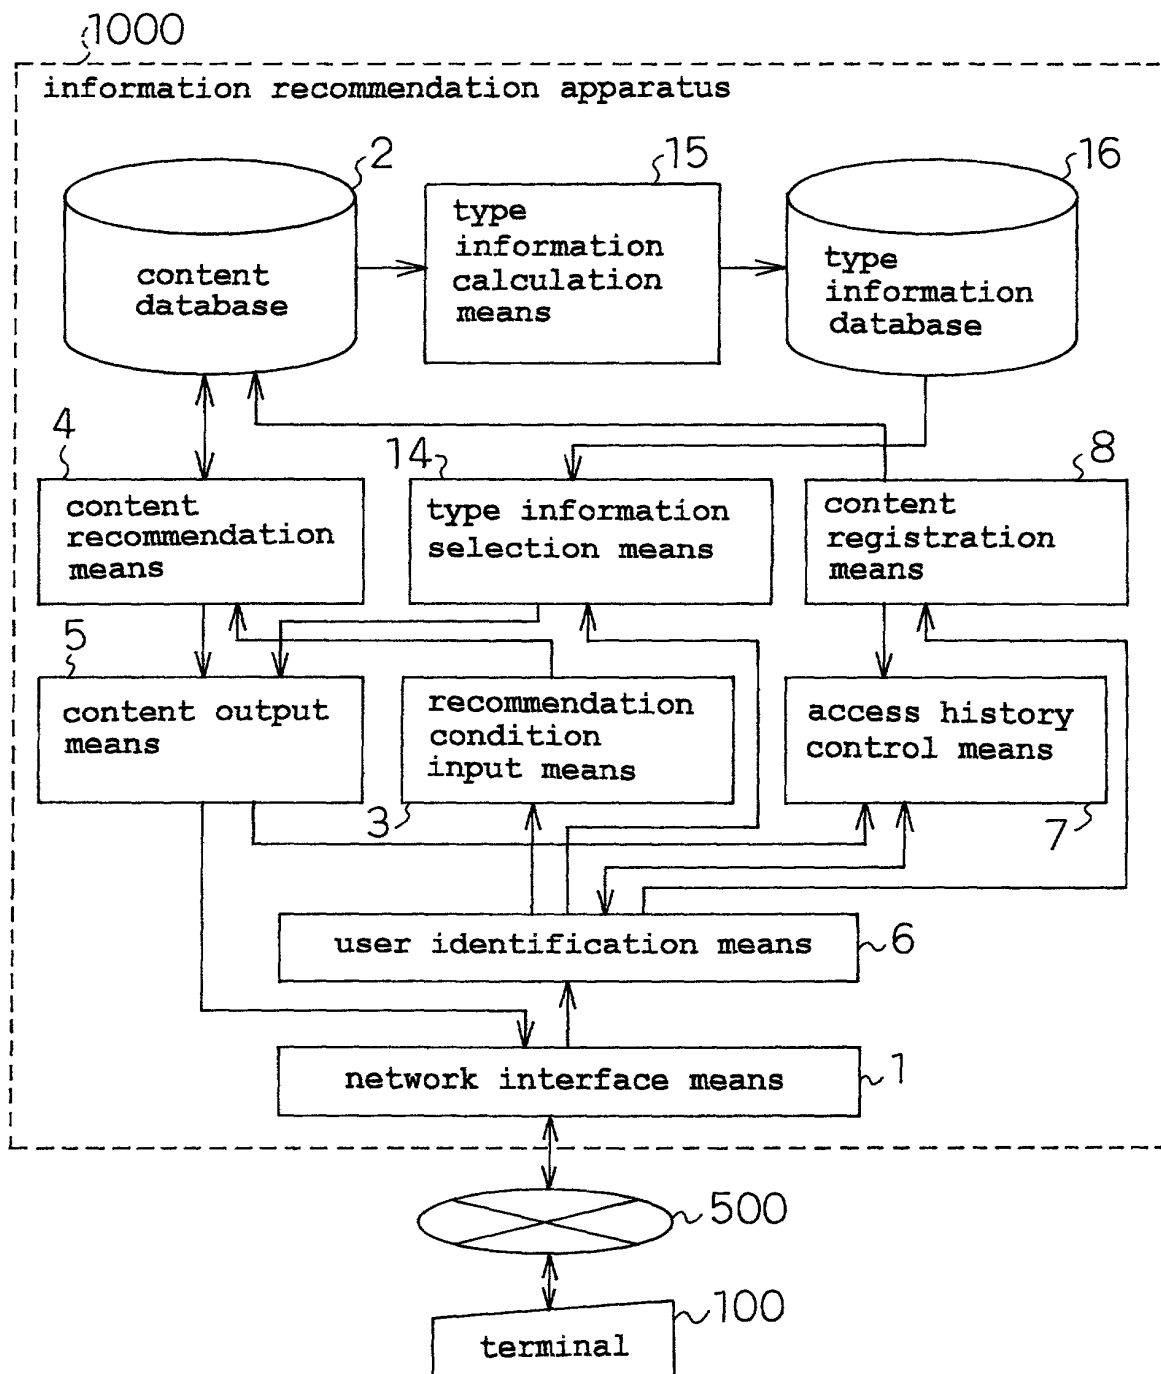 1000
information recommendation apparatus
2
15
16
content
database
type
information
calculation
means
type
information
database
4
14
8
content
recommendation
means
type information
selection means
content
registration
means
5
content output
means
recommendation
condition
input means
access history
control means
3
7
user identification means
6
network interface means
1
500
100
terminal